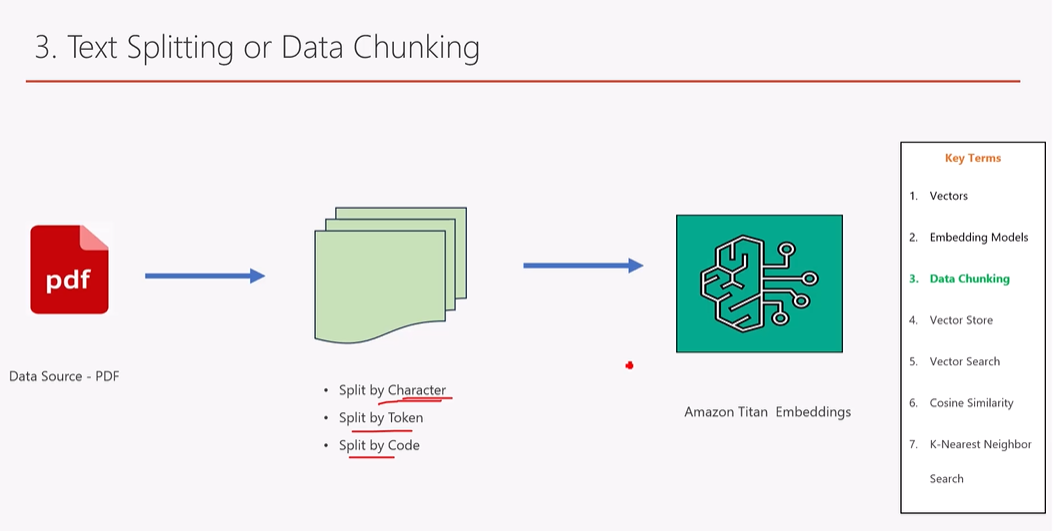 3. Text Splitting or Data Chunking
pdf
Data Source - PDF
• Split by Character
• Split by Token
• Split by Code
Amazon Titan Embeddings
Key Terms
1. Vectors
2. Embedding Models
3. Data Chunking
4. Vector Store
5. Vector Search
6. Cosine Similarity
7. K-Nearest Neighbor
Search